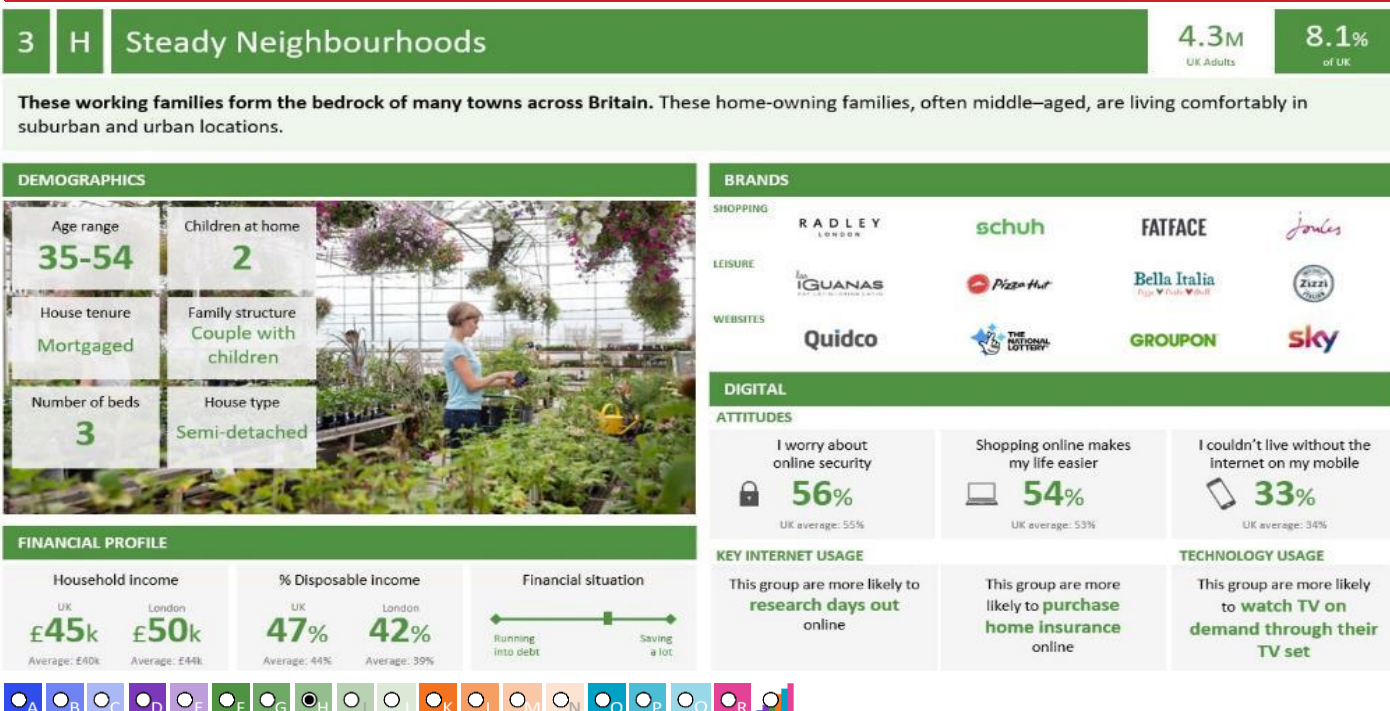 3 H Steady Neighbourhoods
4.3M
UK Adults
8.1%
of UK
These working families form the bedrock of many towns across Britain. These home-owning families, often middle–aged, are living comfortably in
suburban and urban locations.
DEMOGRAPHICS
Age range
35-54
Children at home
2
House tenure
Mortgaged
Family structure
Couple with
children
Number of beds
3
House type
Semi-detached
FINANCIAL PROFILE
Household income
UK
£45k
Average: £40k
London
£50k
Average: £44k
% Disposable income
UK
47%
Average: 44%
London
42%
Average: 39%
Financial situation
Running
into debt
Saving
a lot
BRANDS
SHOPPING
RADLEY
LONDON
schuh
FATFACE
Joules
LEISURE
las
IGUANAS
Pizza Hut
Bella Italia
Zizzi
WEBSITES
Quidco
THE
NATIONAL
LOTTERY
GROUPON
sky
DIGITAL
ATTITUDES
I worry about
online security
56%
UK average: 55%
Shopping online makes
my life easier
54%
UK average: 53%
I couldn't live without the
internet on my mobile
33%
UK average: 34%
KEY INTERNET USAGE
This group are more likely to
research days out
online
This group are more
likely to purchase
home insurance
online
TECHNOLOGY USAGE
This group are more likely
to watch TV on
demand through their
TV set
A B C D E F G H I J K L M N O P Q R